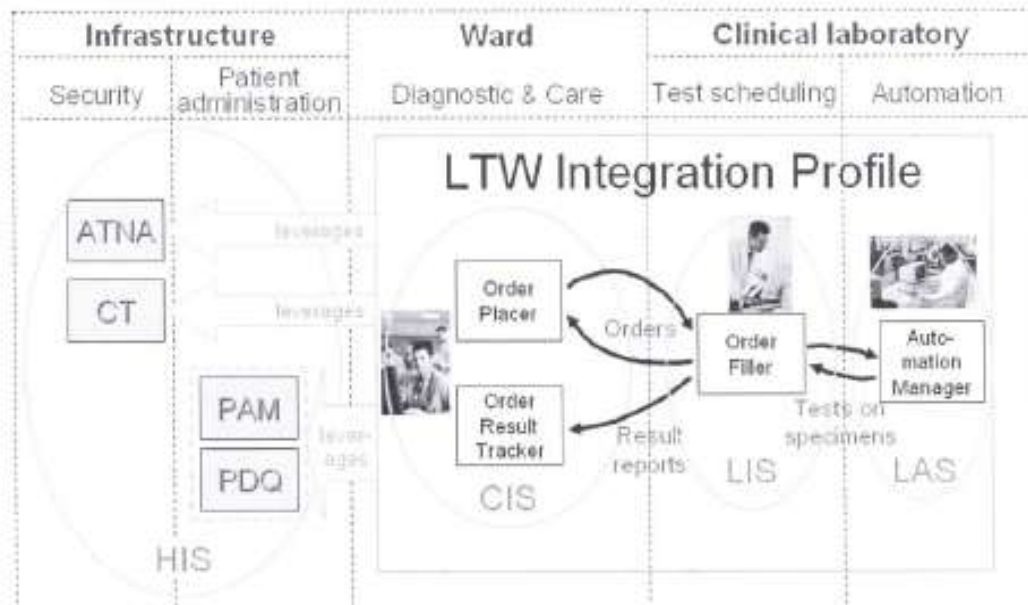 Infrastructure
Ward
Clinical laboratory
Security
Patient
administration
Diagnostic & Care
Test scheduling
Automation
LTW Integration Profile
ATNA
leverages
CT
leverages
Order
Placer
Orders
Order
Filler
Auto-
mation
Manager
PAM
PDQ
lever-
ages
Order
Result
Tracker
Result
reports
Tests on
specimens
CIS
LIS
LAS
HIS